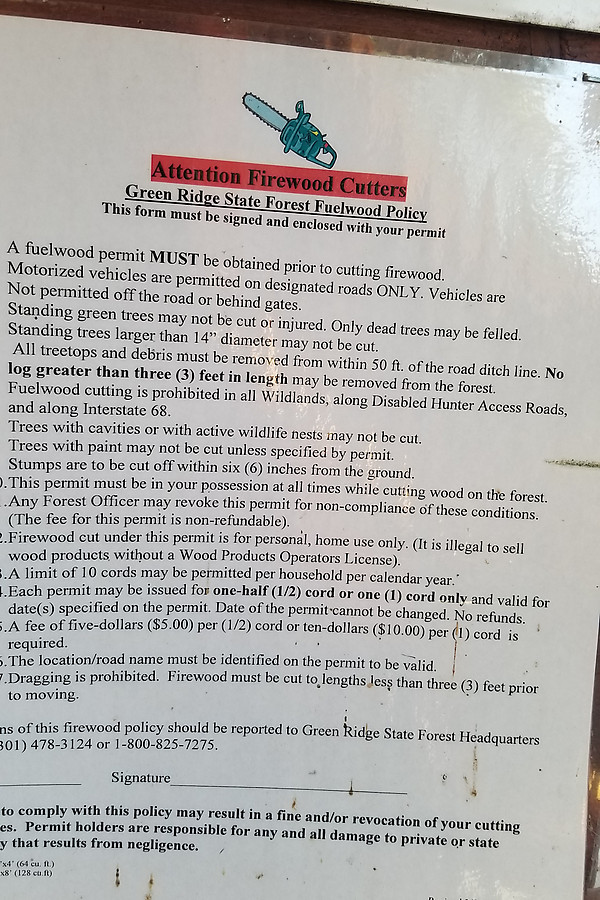 Attention Firewood Cutters
Green Ridge State Forest Fuelwood Policy
This form must be signed and enclosed with your permit
A fuelwood permit MUST be obtained prior to cutting firewood.
Motorized vehicles are permitted on designated roads ONLY. Vehicles are
Not permitted off the road or behind gates.
Standing green trees may not be cut or injured. Only dead trees may be felled.
Standing trees larger than 14" diameter may not be cut.
All treetops and debris must be removed from within 50 ft. of the road ditch line. No
log greater than three (3) feet in length may be removed from the forest.
Fuelwood cutting is prohibited in all Wildlands, along Disabled Hunter Access Roads,
and along Interstate 68.
Trees with cavities or with active wildlife nests may not be cut.
Trees with paint may not be cut unless specified by permit.
Stumps are to be cut off within six (6) inches from the ground.
.This permit must be in your possession at all times while cutting wood on the forest.
.Any Forest Officer may revoke this permit for non-compliance of these conditions.
(The fee for this permit is non-refundable).
2.Firewood cut under this permit is for personal, home use only. (It is illegal to sell
wood products without a Wood Products Operators License).
.A limit of 10 cords may be permitted per household per calendar year.
.Each permit may be issued for one-half (1/2) cord or one (1) cord only and valid for
date(s) specified on the permit. Date of the permit cannot be changed. No refunds.
5.A fee of five-dollars ($5.00) per (1/2) cord or ten-dollars ($10.00) per (1) cord is
required.
.The location/road name must be identified on the permit to be valid.
7.Dragging is prohibited. Firewood must be cut to lengths less than three (3) feet prior
to moving.
ns of this firewood policy should be reported to Green Ridge State Forest Headquarters
301) 478-3124 or 1-800-825-7275.
Signature
to comply with this policy may result in a fine and/or revocation of your cutting
es. Permit holders are responsible for any and all damage to private or state
y that results from negligence.
'x4' (64 cu. ft.)
x8' (128 cu.ft)